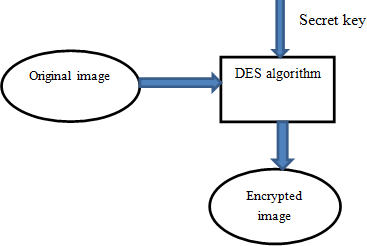 Secret key
Original image
DES algorithm
Encrypted
image